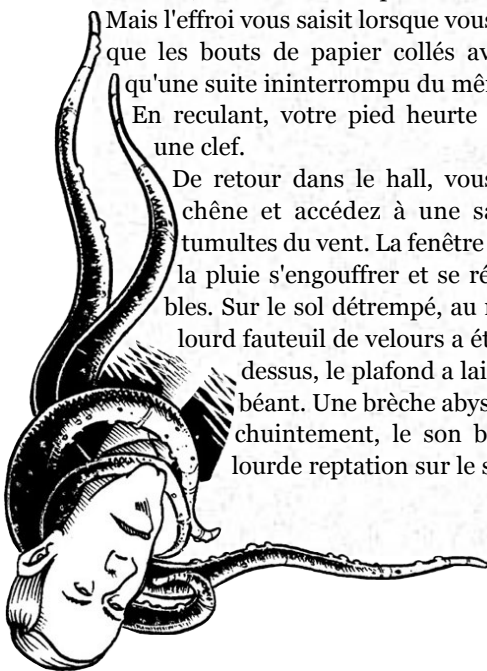 Mais l'effroi vous saisit lorsque vous
que les bouts de papier collés av
qu'une suite ininterrompu du mê
En reculant, votre pied heurte
une clef.
De retour dans le hall, vous
chêne et accédez à une sa
tumultes du vent. La fenêtre
la pluie s'engouffrer et se ré
bles. Sur le sol détrempé, au
lourd fauteuil de velours a ét
dessus, le plafond a lai
béant. Une brèche abys
chuintement, le son b
lourde reptation sur le s